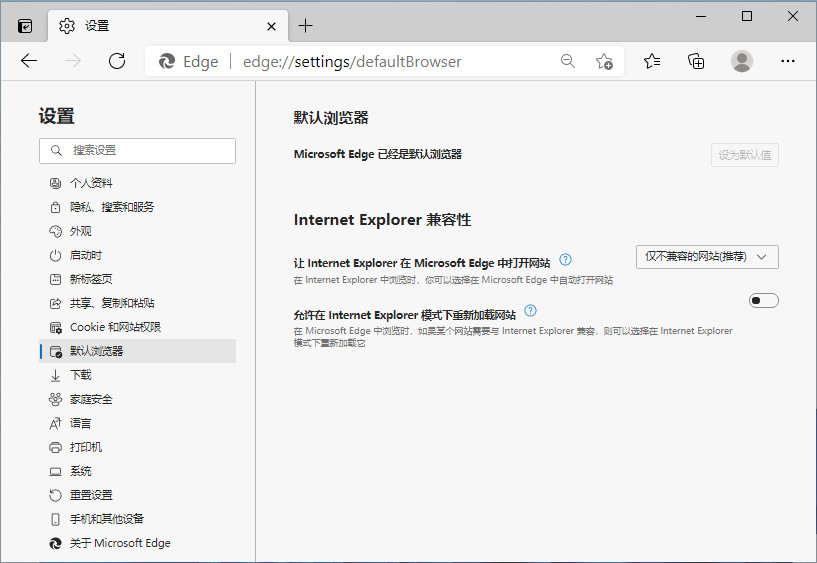 设置
Edge | edge://settings/defaultBrowser
设置
搜索设置
个人资料
隐私、搜索和服务
外观
启动时
新标签页
共享、复制和粘贴
Cookie 和网站权限
默认浏览器
下载
家庭安全
语言
打印机
系统
重置设置
手机和其他设备
关于 Microsoft Edge
默认浏览器
Microsoft Edge 已经是默认浏览器
设为默认值
Internet Explorer 兼容性
让 Internet Explorer 在 Microsoft Edge 中打开网站
仅不兼容的网站(推荐)
在 Internet Explorer 中浏览时，你可以选择在 Microsoft Edge 中自动打开网站
允许在 Internet Explorer 模式下重新加载网站
在 Microsoft Edge 中浏览时，如果某个网站需要与 Internet Explorer 兼容，则可以选择在 Internet Explorer
模式下重新加载它